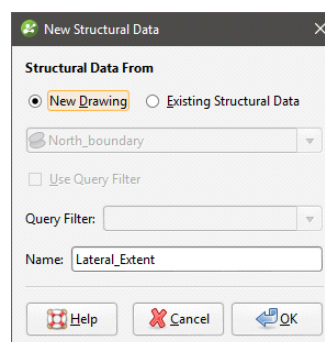 New Structural Data
Structural Data From
New Drawing Existing Structural Data
North_boundary
Use Query Filter
Query Filter:
Name: Lateral_Extent
Help Cancel OK